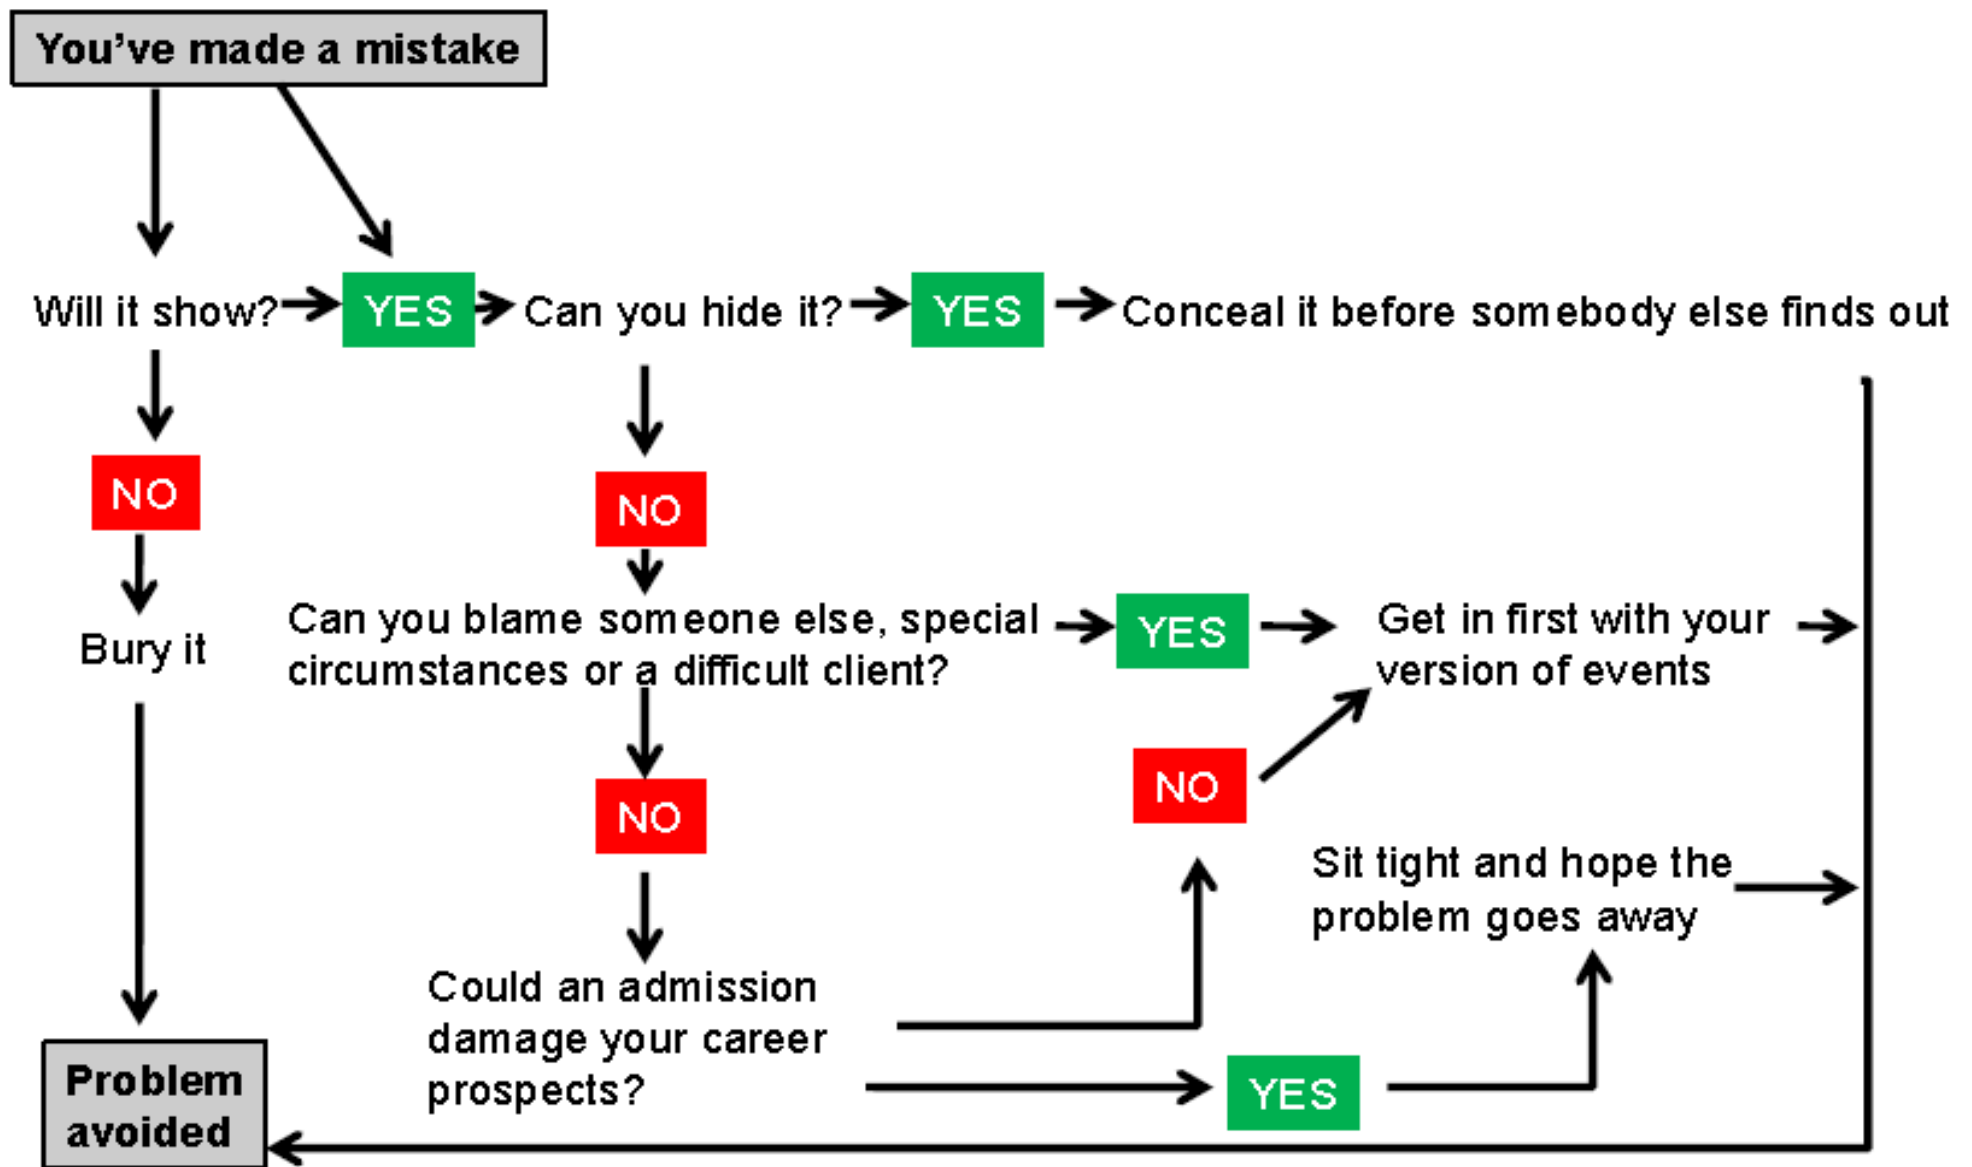 You've made a mistake
Will it show?
YES
Can you hide it?
YES
Conceal it before somebody else finds out
NO
NO
Bury it
Can you blame someone else, special
circumstances or a difficult client?
YES
Get in first with your
version of events
NO
NO
Sit tight and hope the
problem goes away
Could an admission
damage your career
prospects?
YES
Problem
avoided